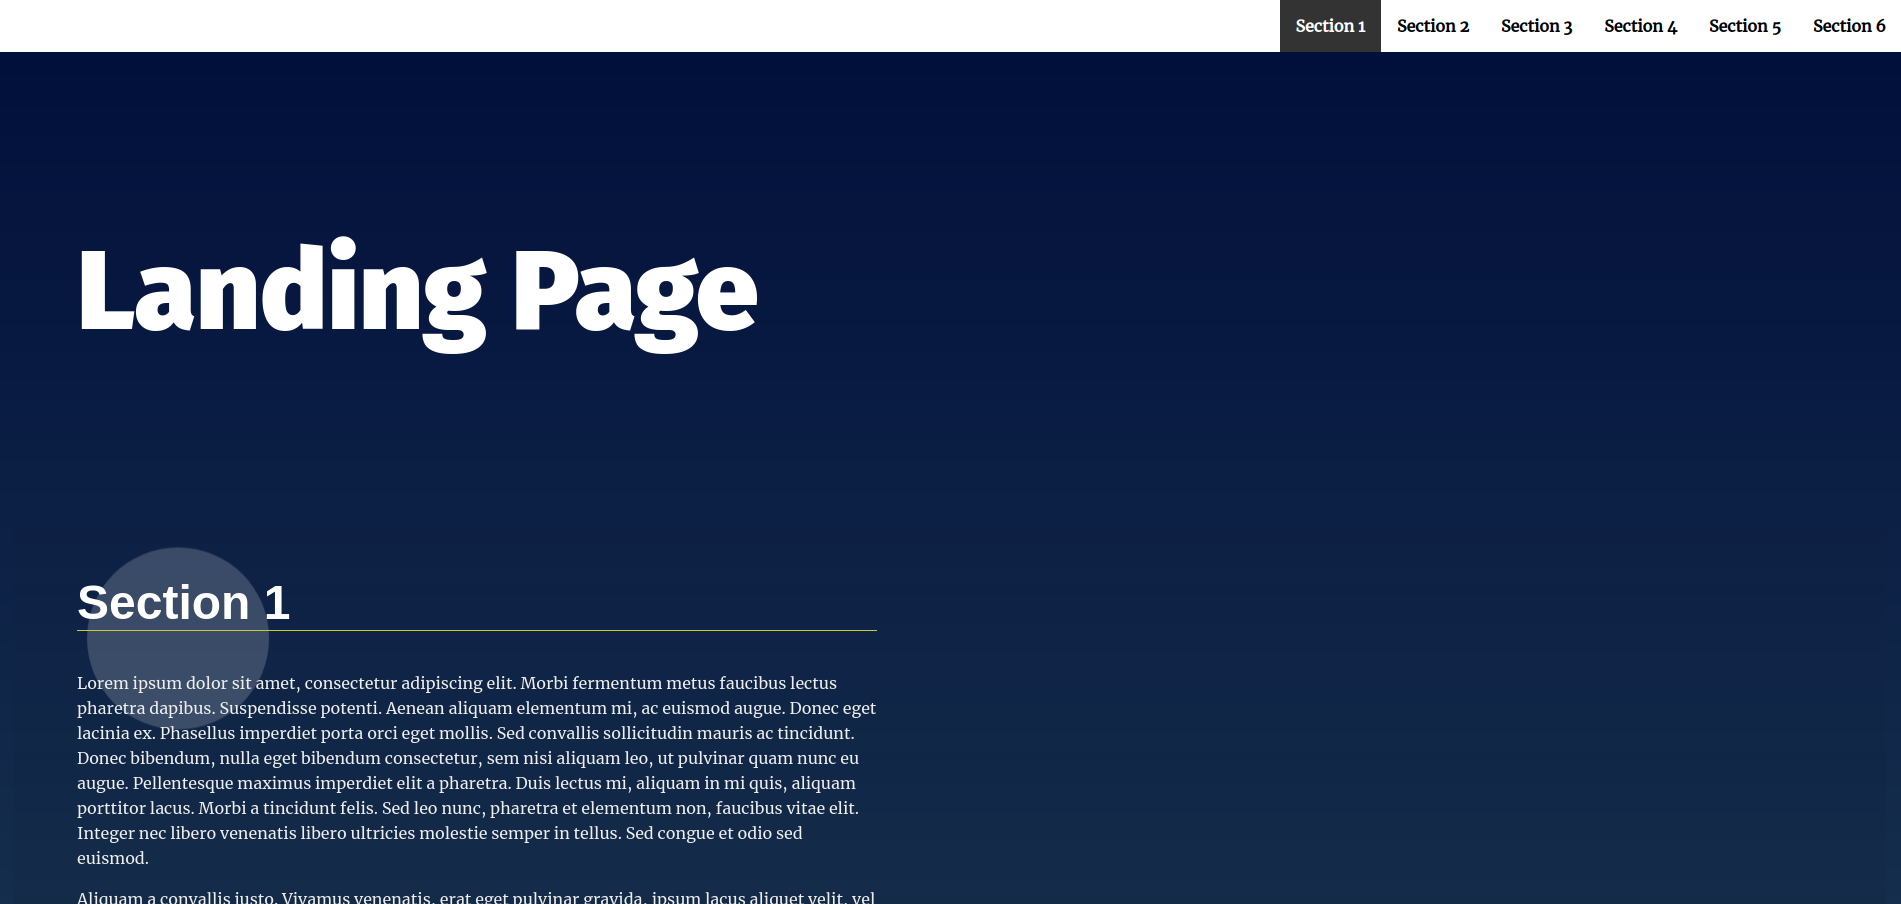 Section 1 Section 2 Section 3 Section 4 Section 5 Section 6
Landing Page
Section 1
Lorem ipsum dolor sit amet, consectetur adipiscing elit. Morbi fermentum metus faucibus lectus
pharetra dapibus. Suspendisse potenti. Aenean aliquam elementum mi, ac euismod augue. Donec eget
lacinia ex. Phasellus imperdiet porta orci eget mollis. Sed convallis sollicitudin mauris ac tincidunt.
Donec bibendum, nulla eget bibendum consectetur, sem nisi aliquam leo, ut pulvinar quam nunc eu
augue. Pellentesque maximus imperdiet elit a pharetra. Duis lectus mi, aliquam in mi quis, aliquam
porttitor lacus. Morbi a tincidunt felis. Sed leo nunc, pharetra et elementum non, faucibus vitae elit.
Integer nec libero venenatis libero ultricies molestie semper in tellus. Sed congue et odio sed
euismod.
Aliquam a convallis justo. Vivamus venenatis, erat eget pulvinar gravida, ipsum lacus aliquet velit, vel